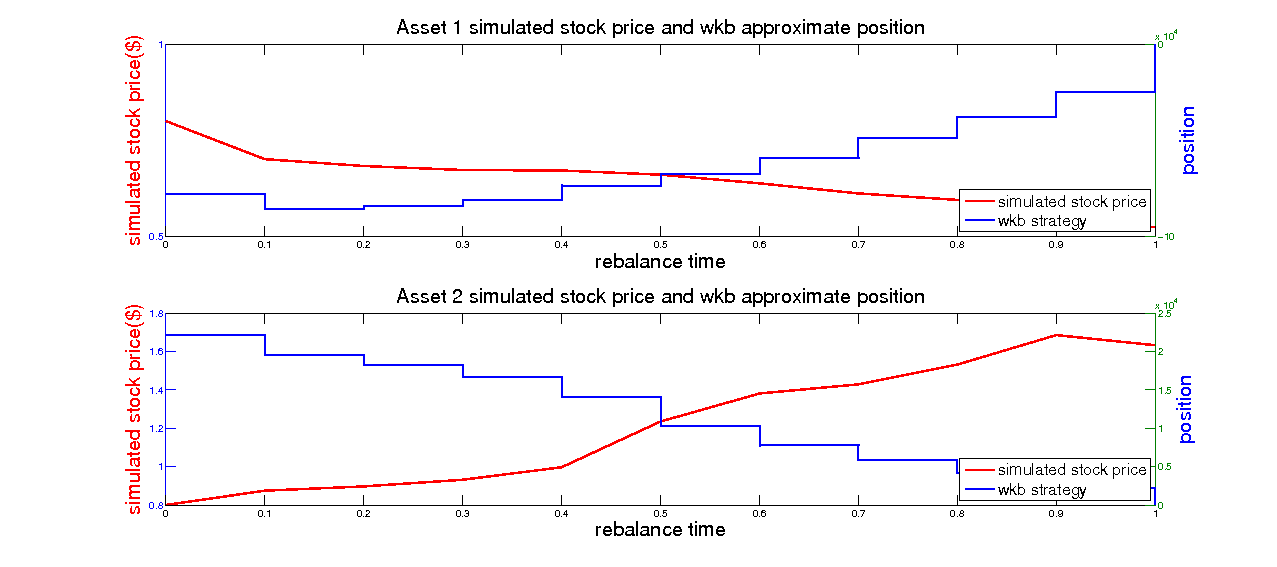 Asset 1 simulated stock price and wkb approximate position
x 10^4
1
0
simulated stock price($)
position
simulated stock price
wkb strategy
0.5
-10
0 0.1 0.2 0.3 0.4 0.5 0.6 0.7 0.8 0.9 1
rebalance time
Asset 2 simulated stock price and wkb approximate position
x 10^4
1.8
2.5
1.6
2
1.4
1.5
1.2
1
1
0.5
0.8
0
simulated stock price($)
position
simulated stock price
wkb strategy
0 0.1 0.2 0.3 0.4 0.5 0.6 0.7 0.8 0.9 1
rebalance time